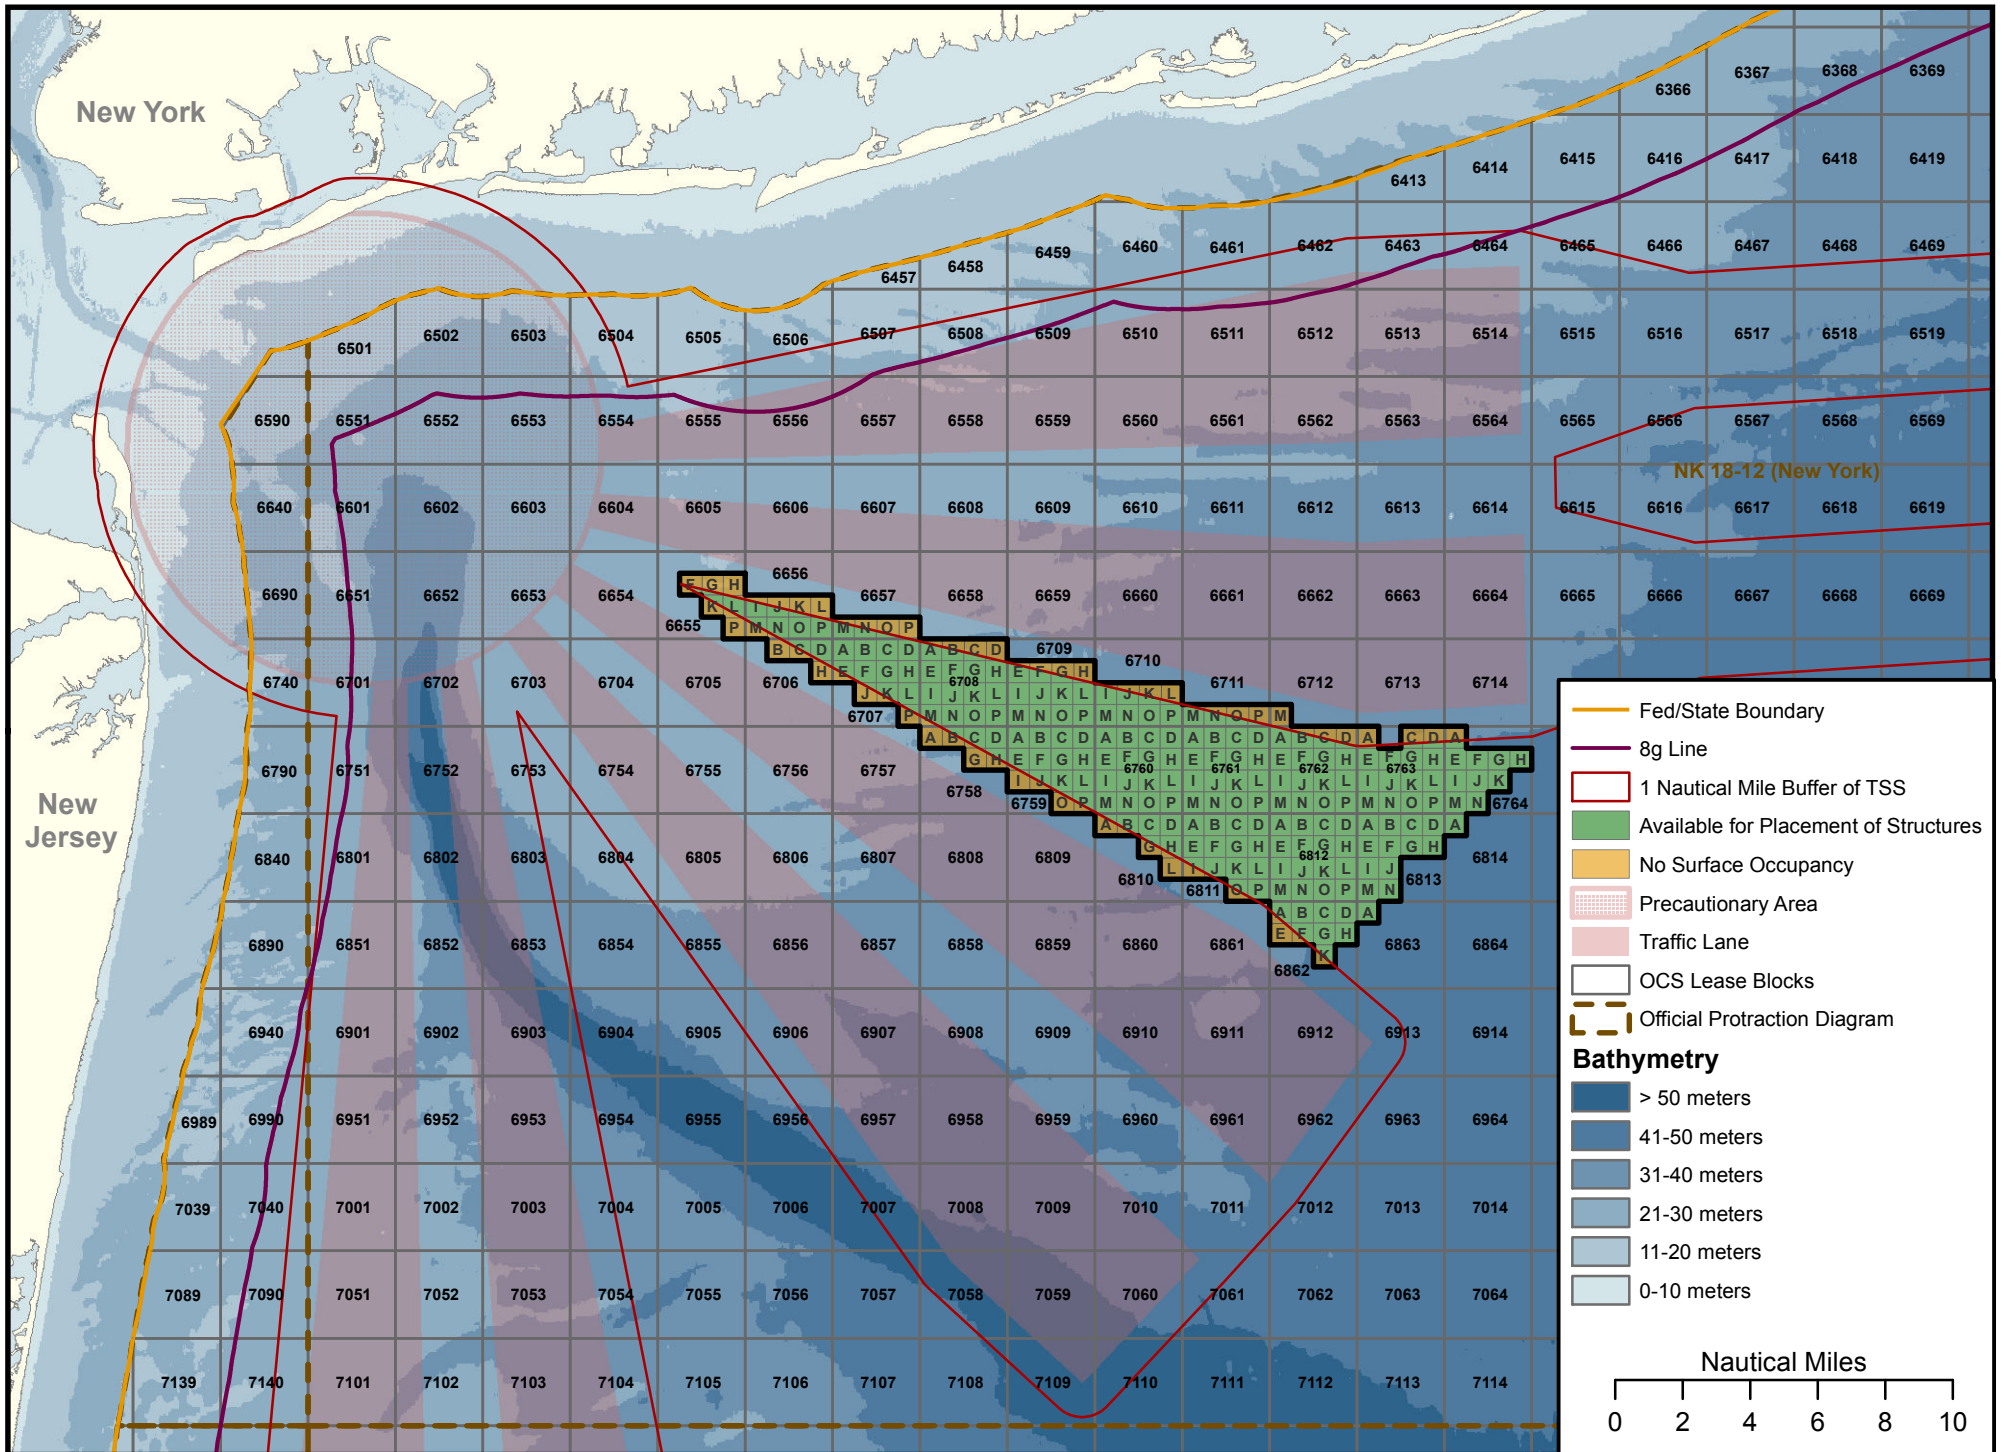 New York
6366 6367 6368 6369
6413 6414 6415 6416 6417 6418 6419
6457 6458 6459 6460 6461 6462 6463 6464 6465 6466 6467 6468 6469
6501 6502 6503 6504 6505 6506 6507 6508 6509 6510 6511 6512 6513 6514 6515 6516 6517 6518 6519
6590 6551 6552 6553 6554 6555 6556 6557 6558 6559 6560 6561 6562 6563 6564 6565 6566 6567 6568 6569
NK 18-12 (New York)
6640 6601 6602 6603 6604 6605 6606 6607 6608 6609 6610 6611 6612 6613 6614 6615 6616 6617 6618 6619
6690 6651 6652 6653 6654 6655 6656 6657 6658 6659 6660 6661 6662 6663 6664 6665 6666 6667 6668 6669
F G H
K L I J K L
P M N O P M N O P
B C D A B C D A B C D
6740 6701 6702 6703 6704 6705 6706 6707 6708 6709 6710 6711 6712 6713 6714
H E F G H E F G H E F G H
J K L I J K L I J K L I J K L
P M N O P M N O P M N O P M N O P M
A B C D A B C D A B C D A B C D A B C D A C D A
6790 6751 6752 6753 6754 6755 6756 6757 6758 6759 6760 6761 6762 6763 6764
G H E F G H E F G H E F G H E F G H E F G H E F G H
I J K L I J K L I J K L I J K L I J K L I J K
O P M N O P M N O P M N O P M N O P M N
A B C D A B C D A B C D A B C D A
6840 6801 6802 6803 6804 6805 6806 6807 6808 6809 6810 6811 6812 6813 6814
G H E F G H E F G H E F G H
L I J K L I J K L I J
O P M N O P M N
A B C D A
E F G H
K
6890 6851 6852 6853 6854 6855 6856 6857 6858 6859 6860 6861 6862 6863 6864
6940 6901 6902 6903 6904 6905 6906 6907 6908 6909 6910 6911 6912 6913 6914
6989 6990 6951 6952 6953 6954 6955 6956 6957 6958 6959 6960 6961 6962 6963 6964
7039 7040 7001 7002 7003 7004 7005 7006 7007 7008 7009 7010 7011 7012 7013 7014
7089 7090 7051 7052 7053 7054 7055 7056 7057 7058 7059 7060 7061 7062 7063 7064
7139 7140 7101 7102 7103 7104 7105 7106 7107 7108 7109 7110 7111 7112 7113 7114
New
Jersey
Fed/State Boundary
8g Line
1 Nautical Mile Buffer of TSS
Available for Placement of Structures
No Surface Occupancy
Precautionary Area
Traffic Lane
OCS Lease Blocks
Official Protraction Diagram
Bathymetry
> 50 meters
41-50 meters
31-40 meters
21-30 meters
11-20 meters
0-10 meters
Nautical Miles
0 2 4 6 8 10